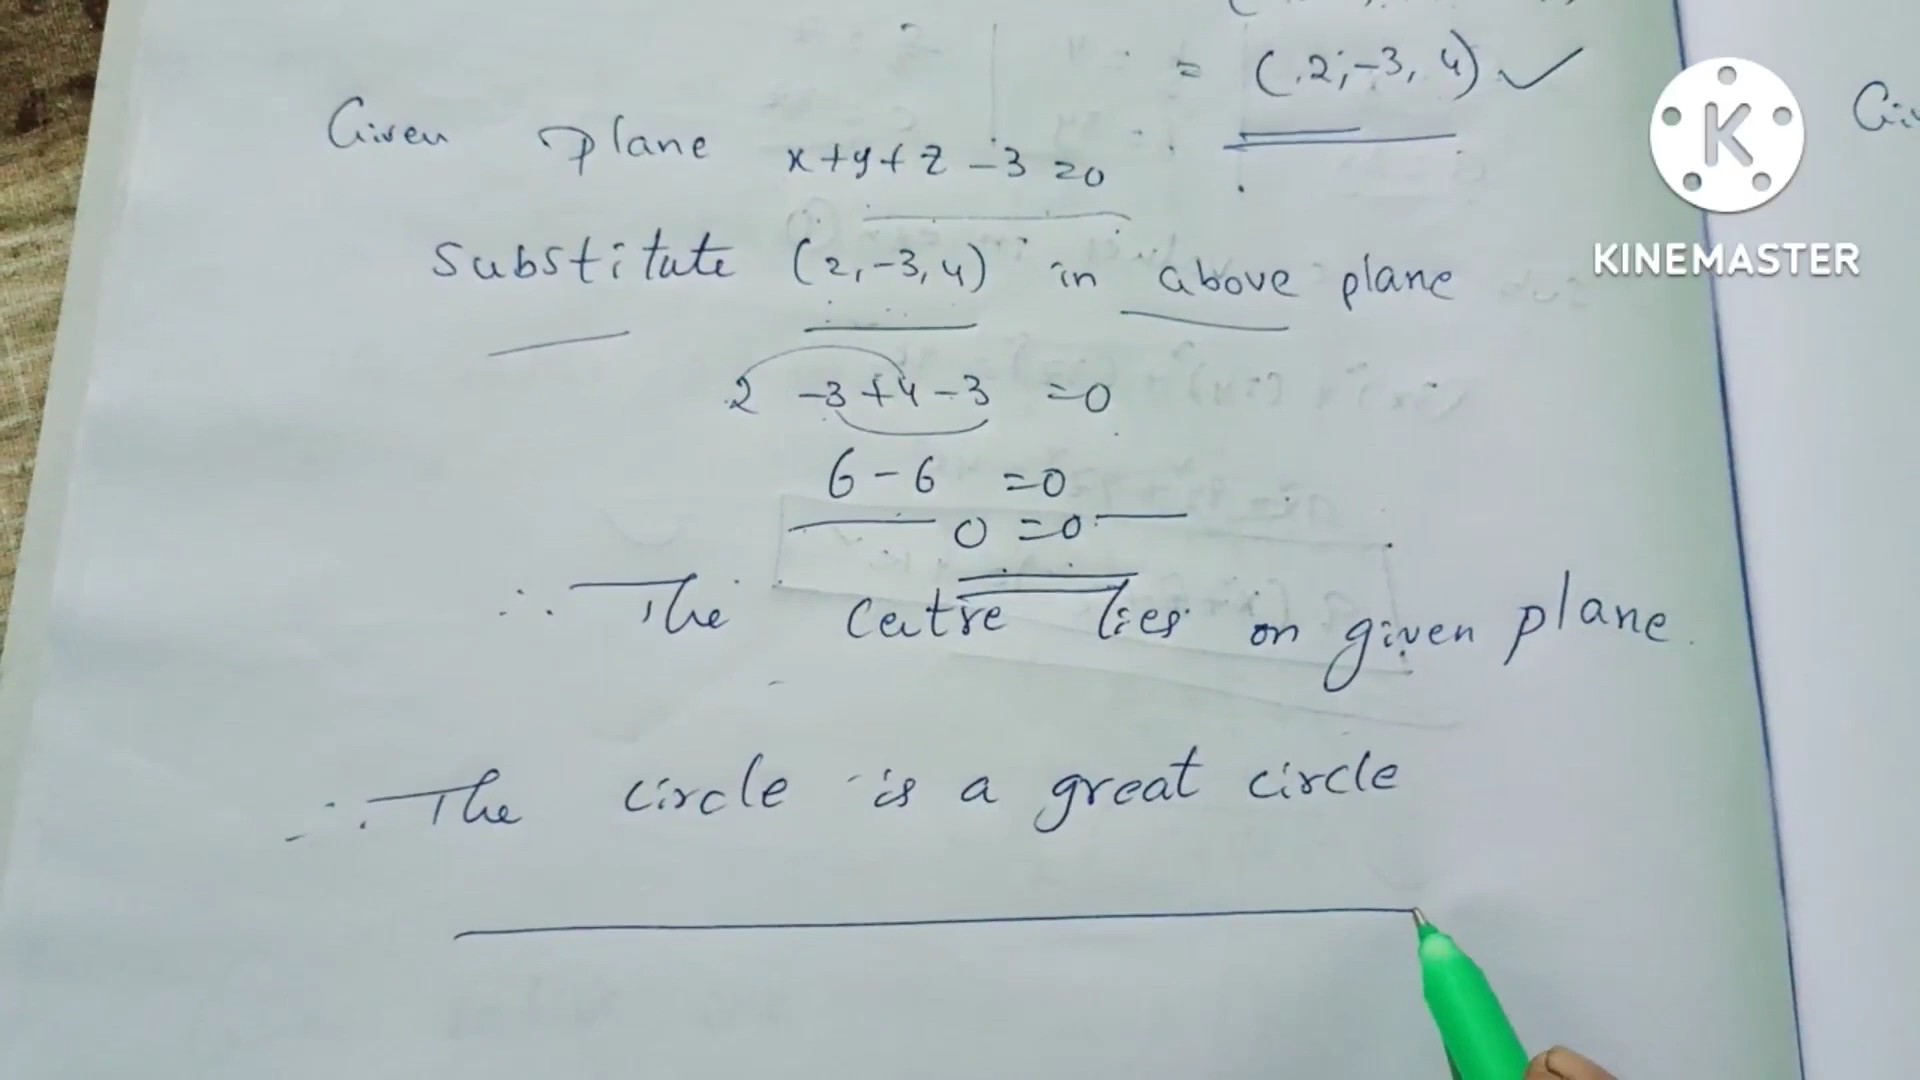 = (2, -3, 4) ✓
Given plane x+y+z-3=0
substitute (2,-3,4) in above plane
2 -3+4-3 =0
6-6 =0
0 =0
∴ The Centre lies on given plane.
∴ The circle is a great circle
K
KINEMASTER